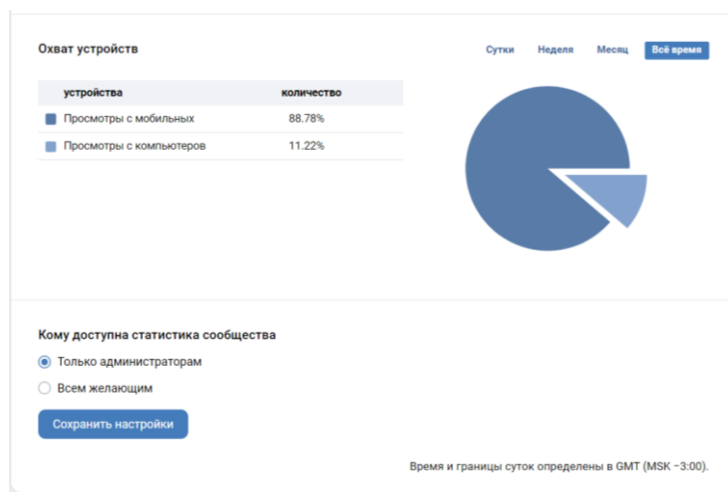 Охват устройств
Сутки Неделя Месяц Всё время
устройства количество
Просмотры с мобильных 88.78%
Просмотры с компьютеров 11.22%
Кому доступна статистика сообщества
Только администраторам
Всем желающим
Сохранить настройки
Время и границы суток определены в GMT (MSK −3:00).